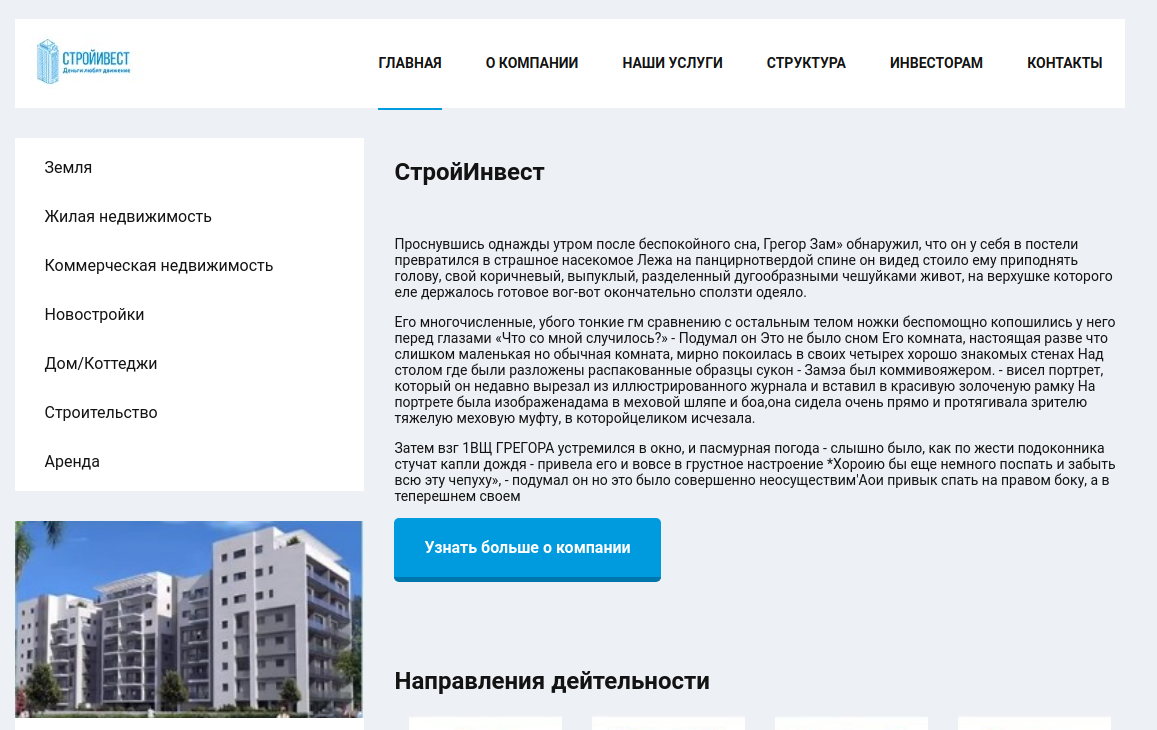 СТРОЙИВЕСТ
Деньги любят движение
ГЛАВНАЯ О КОМПАНИИ НАШИ УСЛУГИ СТРУКТУРА ИНВЕСТОРАМ КОНТАКТЫ
Земля
Жилая недвижимость
Коммерческая недвижимость
Новостройки
Дом/Коттеджи
Строительство
Аренда
СтройИнвест
Проснувшись однажды утром после беспокойного сна, Грегор Зам» обнаружил, что он у себя в постели
превратился в страшное насекомое Лежа на панцирнотвердой спине он видед стоило ему приподнять
голову, свой коричневый, выпуклый, разделенный дугообразными чешуйками живот, на верхушке которого
еле держалось готовое вог-вот окончательно сползти одеяло.
Его многочисленные, убого тонкие гм сравнению с остальным телом ножки беспомощно копошились у него
перед глазами «Что со мной случилось?» - Подумал он Это не было сном Его комната, настоящая разве что
слишком маленькая но обычная комната, мирно покоилась в своих четырех хорошо знакомых стенах Над
столом где были разложены распакованные образцы сукон - Замэа был коммивояжером. - висел портрет,
который он недавно вырезал из иллюстрированного журнала и вставил в красивую золоченую рамку На
портрете была изображенадама в меховой шляпе и боа,она сидела очень прямо и протягивала зрителю
тяжелую меховую муфту, в которойцеликом исчезала.
Затем взг 1ВЩ ГРЕГОРА устремился в окно, и пасмурная погода - слышно было, как по жести подоконника
стучат капли дождя - привела его и вовсе в грустное настроение *Хороию бы еще немного поспать и забыть
всю эту чепуху», - подумал он но это было совершенно неосуществим'Аои привык спать на правом боку, а в
теперешнем своем
Узнать больше о компании
Направления дейтельности